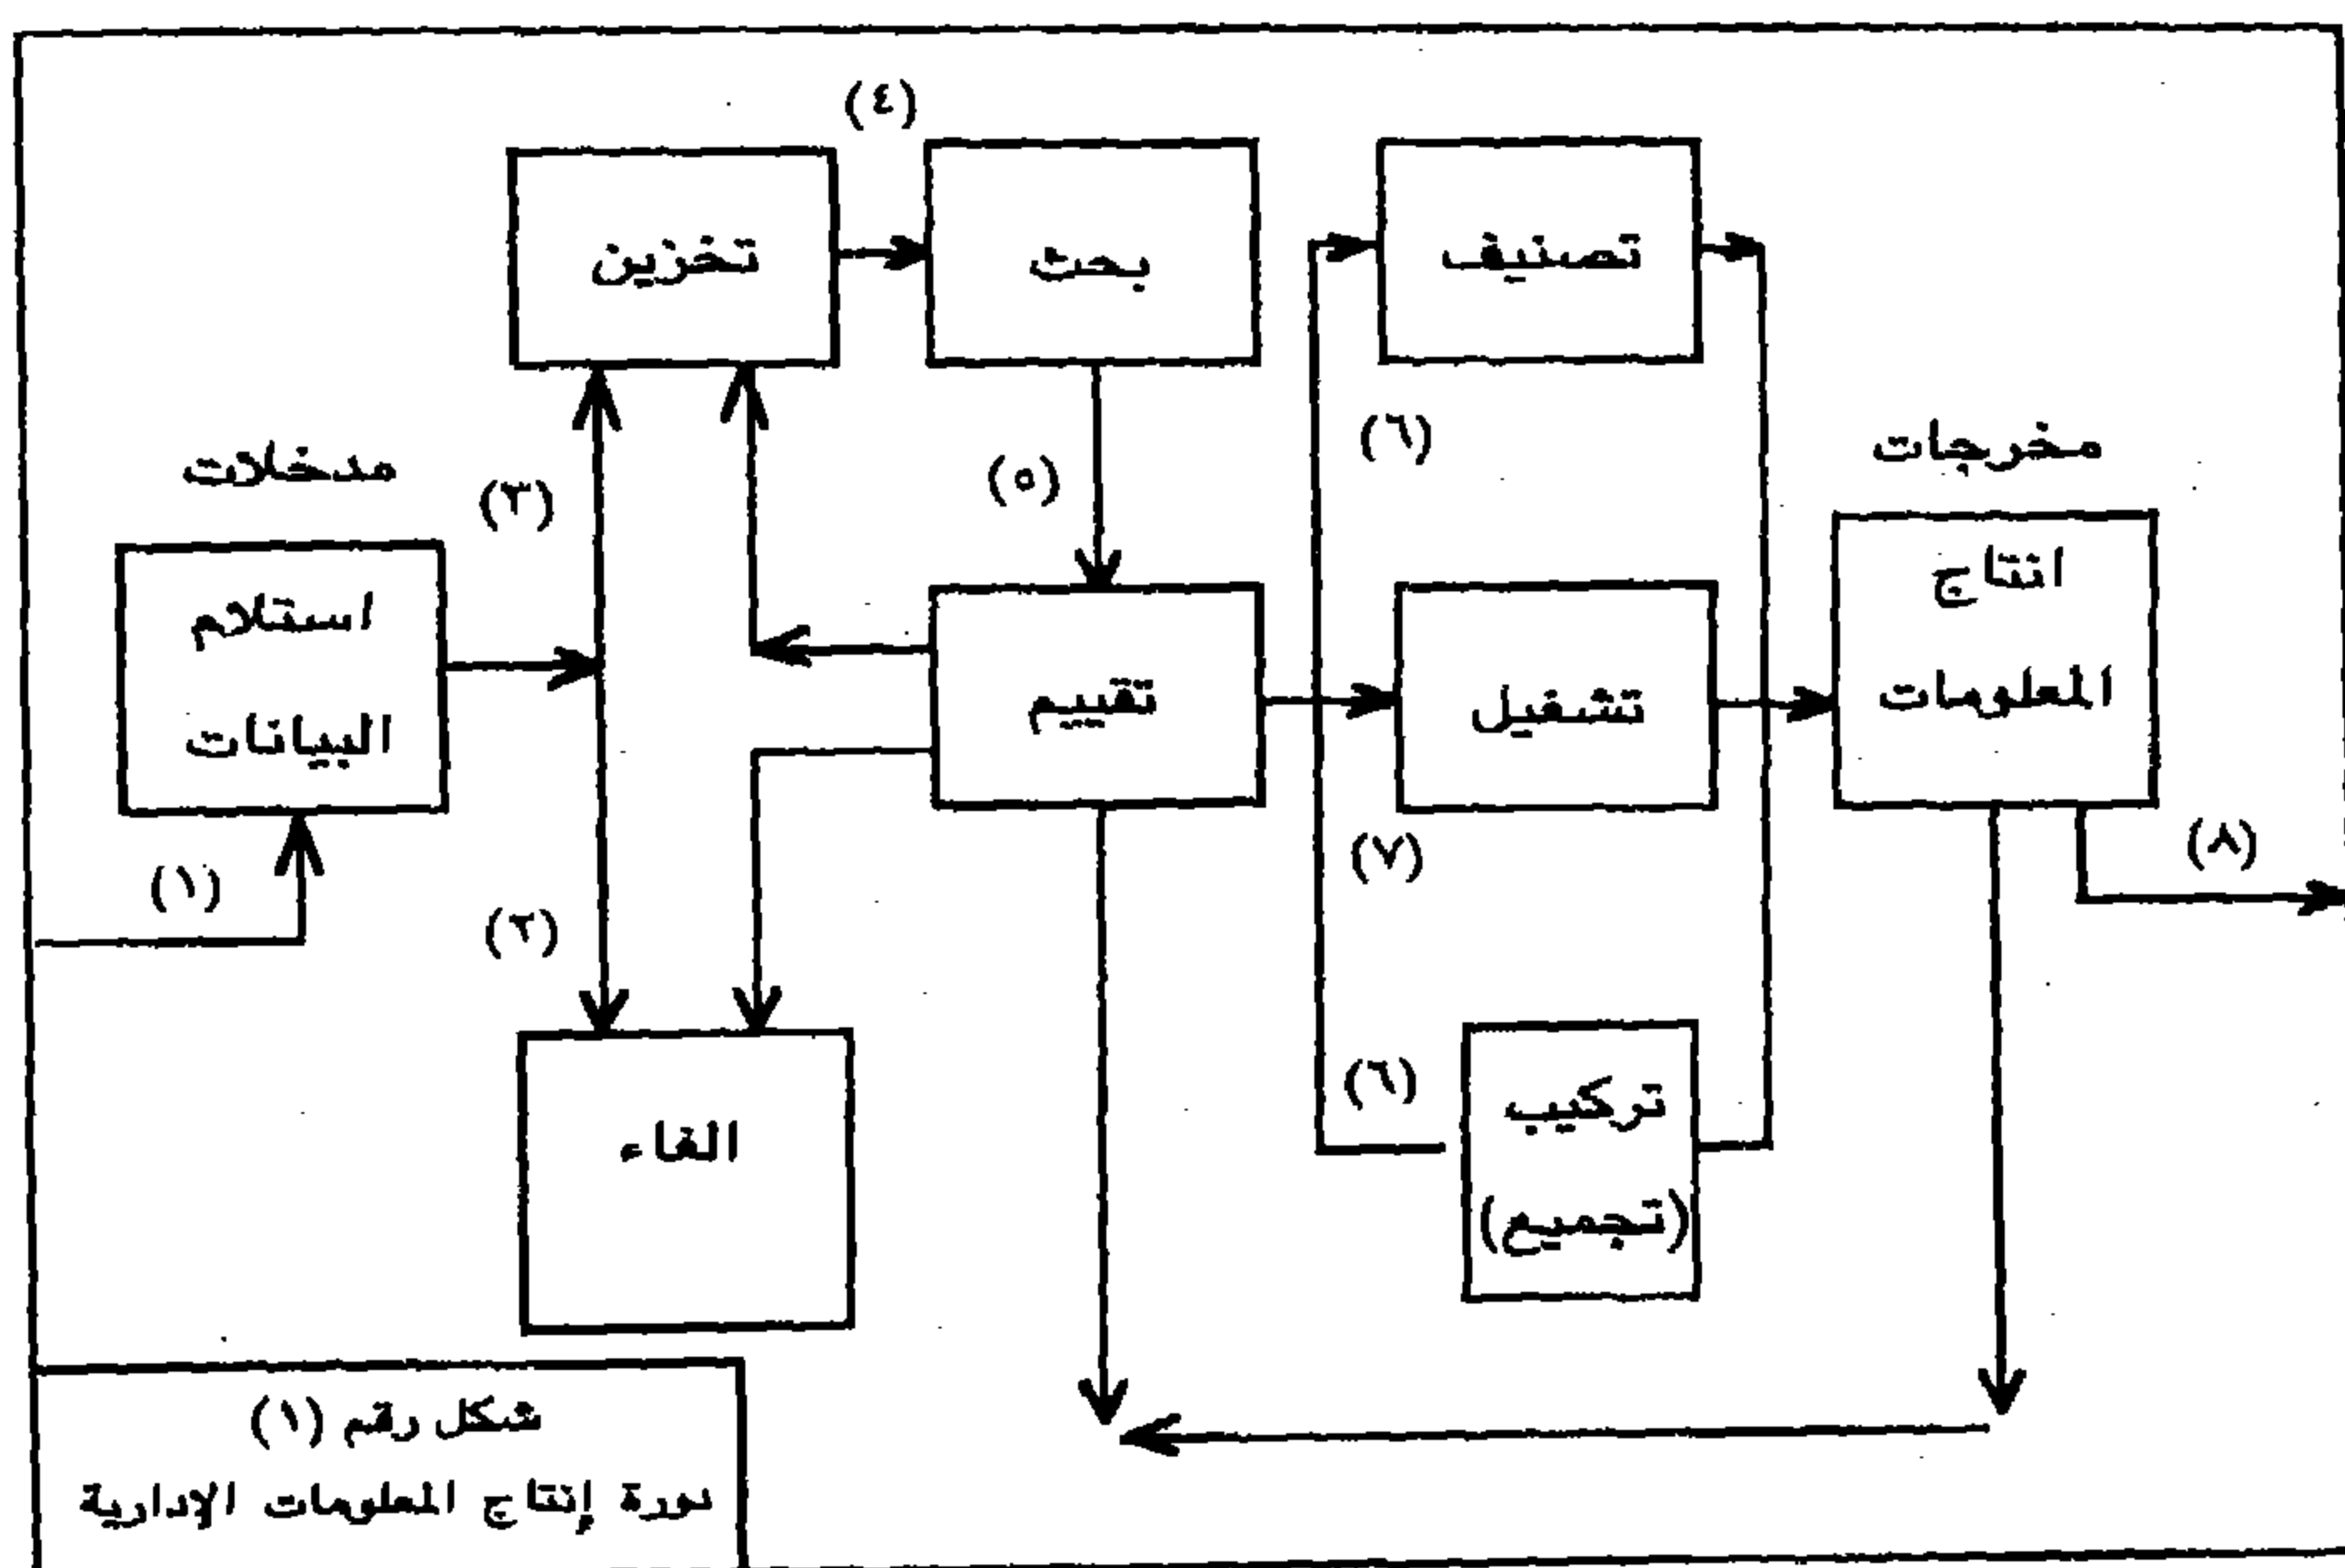 (٤)
تخزين
بحث
تصنيف
(٦)
مدخلات
(٣)
(٥)
مخرجات
استلام
البيانات
تقييم
تشغيل
انتاج
المعلومات
(١)
(٢)
(٧)
(٨)
الغاء
(٦)
تركيب
(تجميع)
شكل رقم (١)
دورة إنتاج المعلومات الإدارية